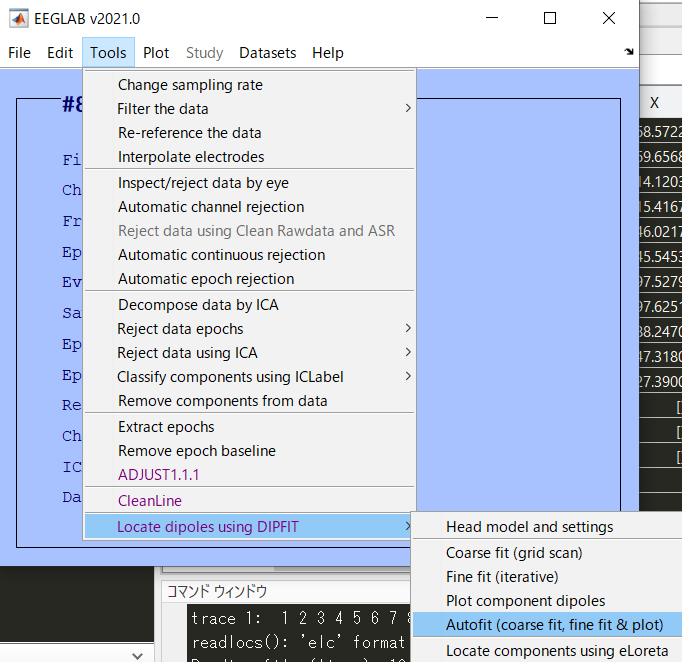 EEGLAB v2021.0
File Edit Tools Plot Study Datasets Help
#8
Change sampling rate
Filter the data
Re-reference the data
Interpolate electrodes
Inspect/reject data by eye
Automatic channel rejection
Reject data using Clean Rawdata and ASR
Automatic continuous rejection
Automatic epoch rejection
Decompose data by ICA
Reject data epochs
Reject data using ICA
Classify components using ICLabel
Remove components from data
Extract epochs
Remove epoch baseline
ADJUST1.1.1
CleanLine
Locate dipoles using DIPFIT
Head model and settings
Coarse fit (grid scan)
Fine fit (iterative)
Plot component dipoles
Autofit (coarse fit, fine fit & plot)
Locate components using eLoreta
Fi
Ch
Fr
Ep
Ev
Sa
Ep
Ep
Re
Ch
IC
Da
X
58.5722
59.6568
14.1203
5.4167
46.0217
45.5453
97.5279
97.6251
38.2470
47.3180
27.3900
[
[
[
コマンド ウィンドウ
trace 1: 1 2 3 4 5 6 7 8
readlocs(): 'elc' format